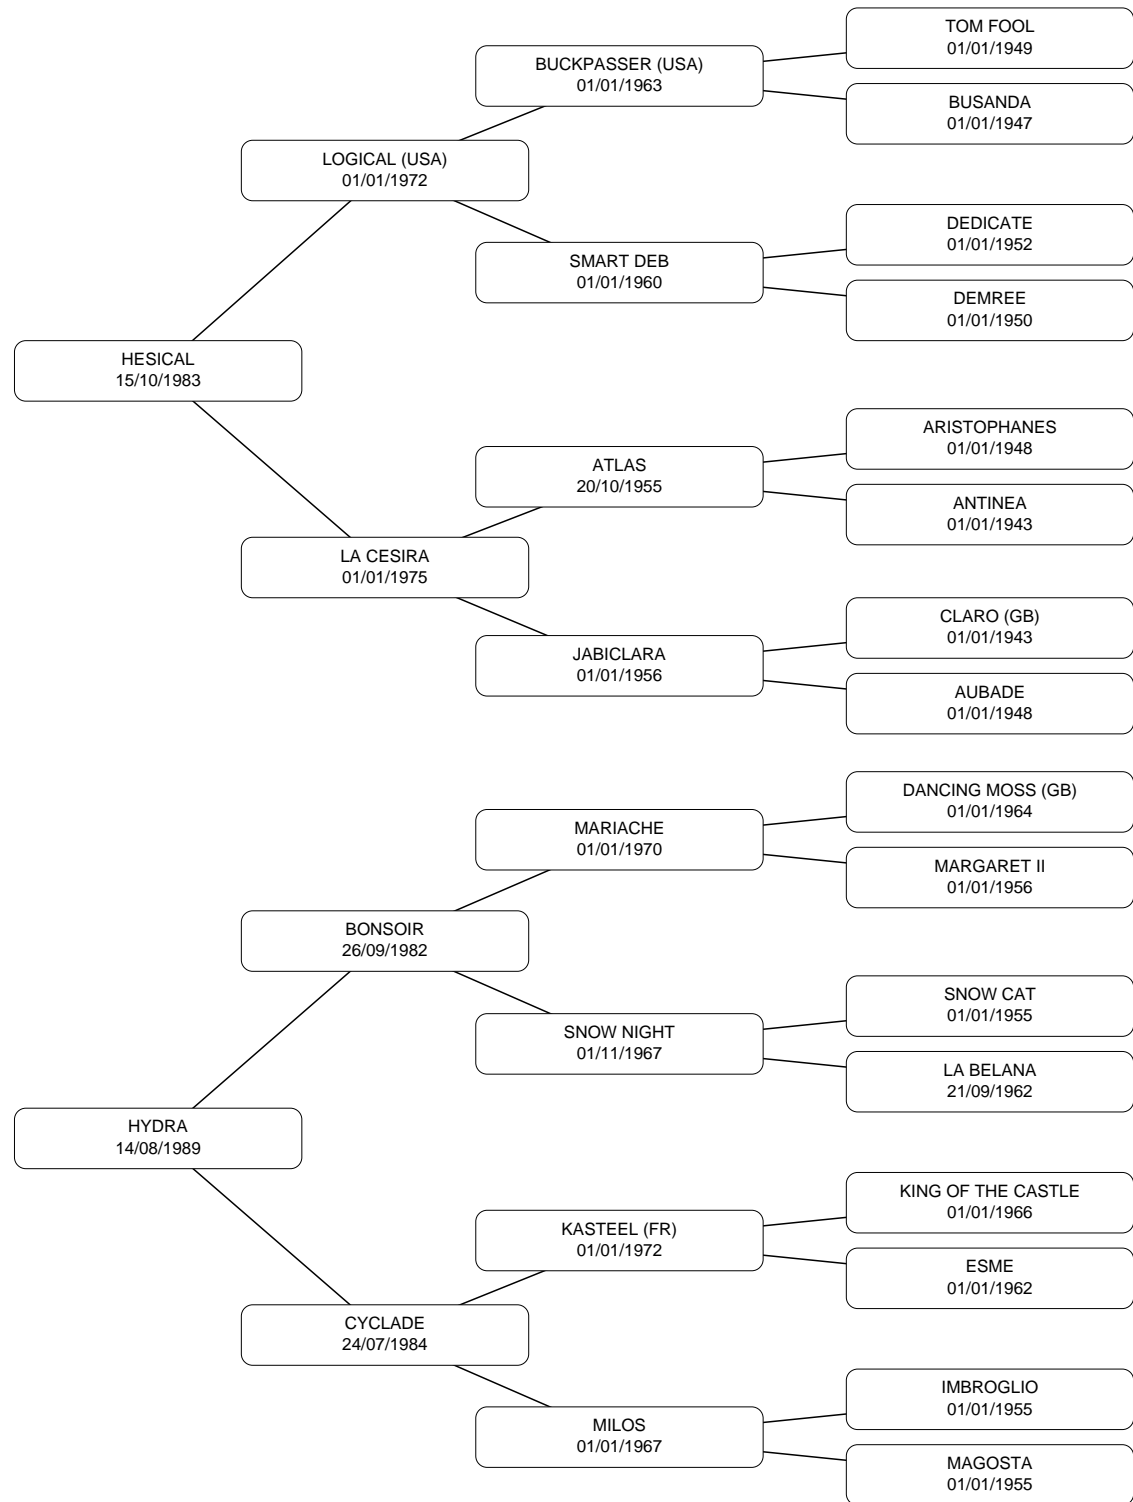 TOM FOOL
01/01/1949
BUCKPASSER (USA)
01/01/1963
BUSANDA
01/01/1947
LOGICAL (USA)
01/01/1972
DEDICATE
01/01/1952
SMART DEB
01/01/1960
DEMREE
01/01/1950
HESICAL
15/10/1983
ARISTOPHANES
01/01/1948
ATLAS
20/10/1955
ANTINEA
01/01/1943
LA CESIRA
01/01/1975
CLARO (GB)
01/01/1943
JABICLARA
01/01/1956
AUBADE
01/01/1948
DANCING MOSS (GB)
01/01/1964
MARIACHE
01/01/1970
MARGARET II
01/01/1956
BONSOIR
26/09/1982
SNOW CAT
01/01/1955
SNOW NIGHT
01/11/1967
LA BELANA
21/09/1962
HYDRA
14/08/1989
KING OF THE CASTLE
01/01/1966
KASTEEL (FR)
01/01/1972
ESME
01/01/1962
CYCLADE
24/07/1984
IMBROGLIO
01/01/1955
MILOS
01/01/1967
MAGOSTA
01/01/1955